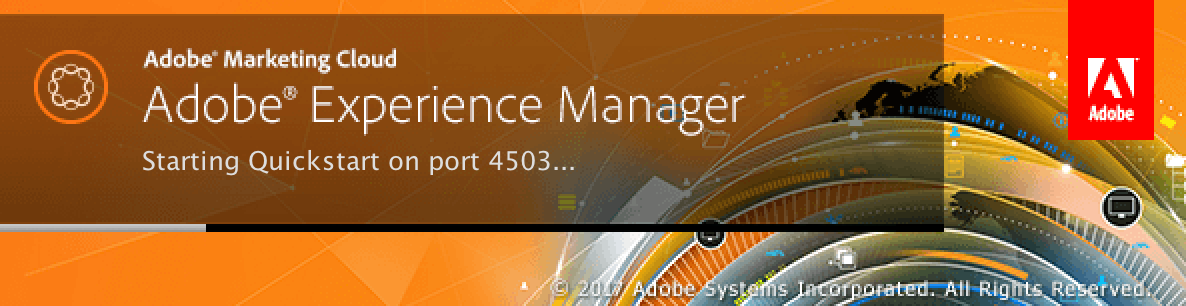 Adobe® Marketing Cloud
Adobe® Experience Manager
Starting Quickstart on port 4503...
Adobe
© 2017 Adobe Systems Incorporated. All Rights Reserved.